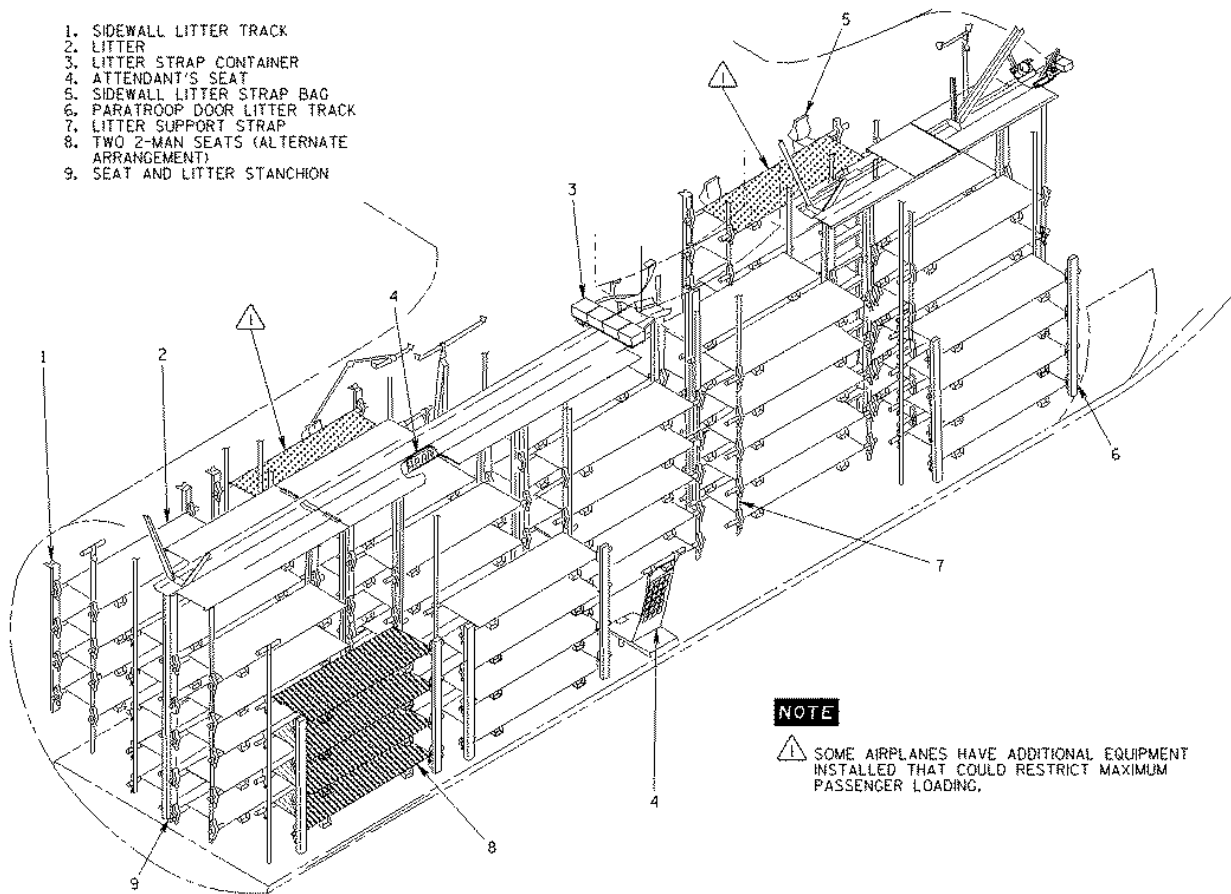 1. SIDEWALL LITTER TRACK
2. LITTER
3. LITTER STRAP CONTAINER
4. ATTENDANT'S SEAT
5. SIDEWALL LITTER STRAP BAG
6. PARATROOP DOOR LITTER TRACK
7. LITTER SUPPORT STRAP
8. TWO 2-MAN SEATS (ALTERNATE
ARRANGEMENT)
9. SEAT AND LITTER STANCHION
5
1
3
4
1
1
2
6
7
NOTE
1 SOME AIRPLANES HAVE ADDITIONAL EQUIPMENT
INSTALLED THAT COULD RESTRICT MAXIMUM
PASSENGER LOADING.
4
8
9